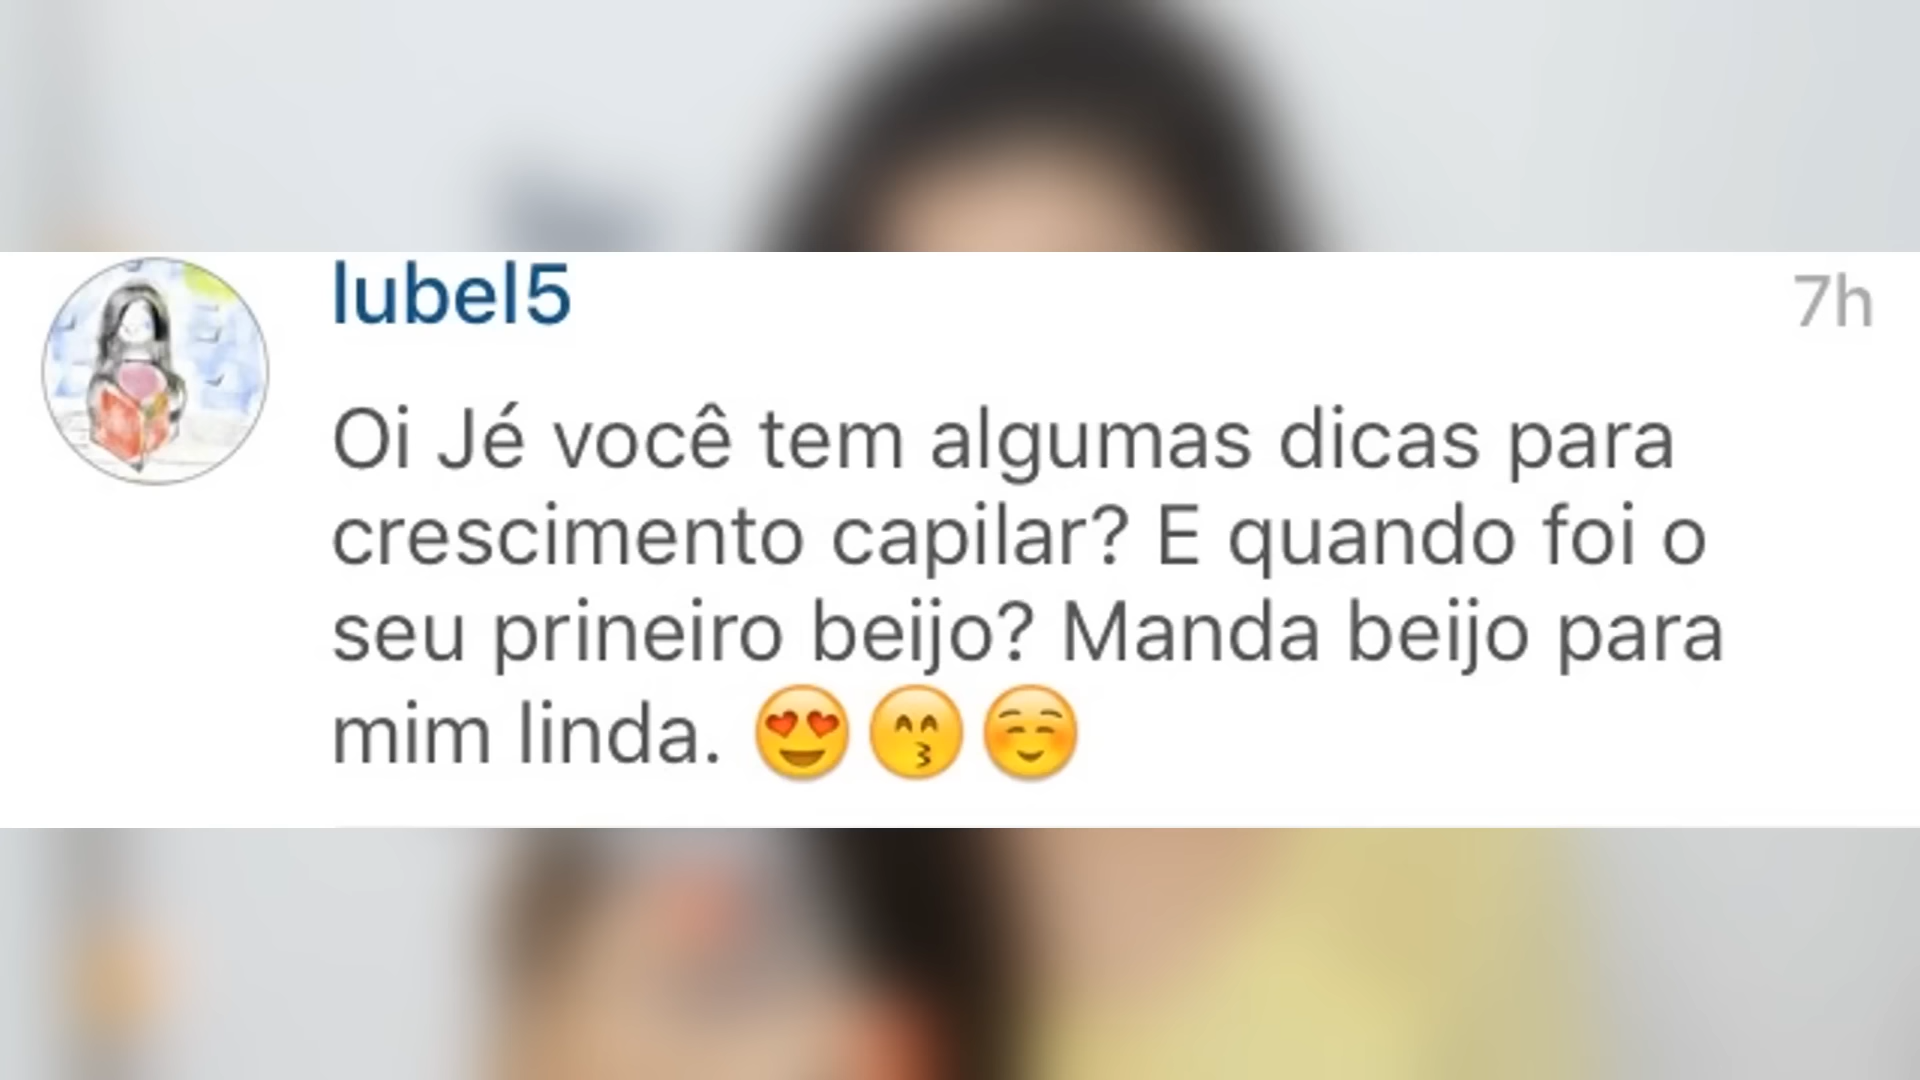 lubel5
7h
Oi Jé você tem algumas dicas para
crescimento capilar? E quando foi o
seu prineiro beijo? Manda beijo para
mim linda. 😍😙☺️